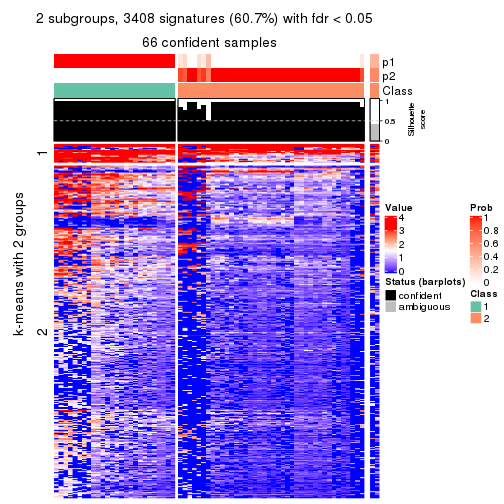 2 subgroups, 3408 signatures (60.7%) with fdr < 0.05
66 confident samples
p1
p2
Class
1
0.5
0
Silhouette
score
k-means with 2 groups
1
2
Value
4
3
2
1
0
Status (barplots)
confident
ambiguous
Prob
1
0.8
0.6
0.4
0.2
0
Class
1
2